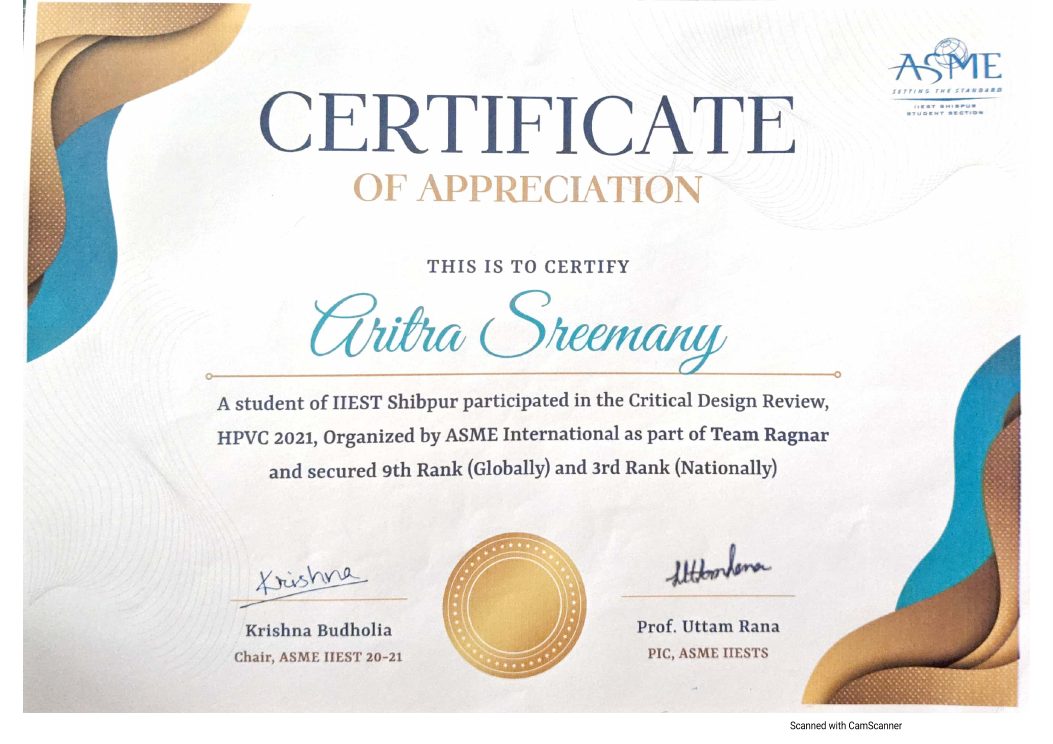 ASME
SETTING THE STANDARD
IIEST SHIBPUR
STUDENT SECTION
CERTIFICATE
OF APPRECIATION
THIS IS TO CERTIFY
Aritra Sreemany
A student of IIEST Shibpur participated in the Critical Design Review,
HPVC 2021, Organized by ASME International as part of Team Ragnar
and secured 9th Rank (Globally) and 3rd Rank (Nationally)
Krishna
Uttam Rana
Krishna Budholia
Prof. Uttam Rana
Chair, ASME IIEST 20-21
PIC, ASME IIESTS
Scanned with CamScanner